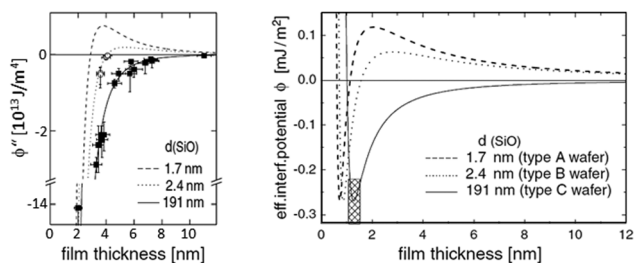 ϕ″ [10¹³ J/m⁴]
0
-2
-14
d(SiO)
1.7 nm
2.4 nm
191 nm
0 2 4 6 8 10 12
film thickness [nm]
eff.interf.potential ϕ [mJ/m²]
0.1
0.0
-0.1
-0.2
-0.3
d (SiO)
1.7 nm (type A wafer)
2.4 nm (type B wafer)
191 nm (type C wafer)
0 2 4 6 8 10 12
film thickness [nm]